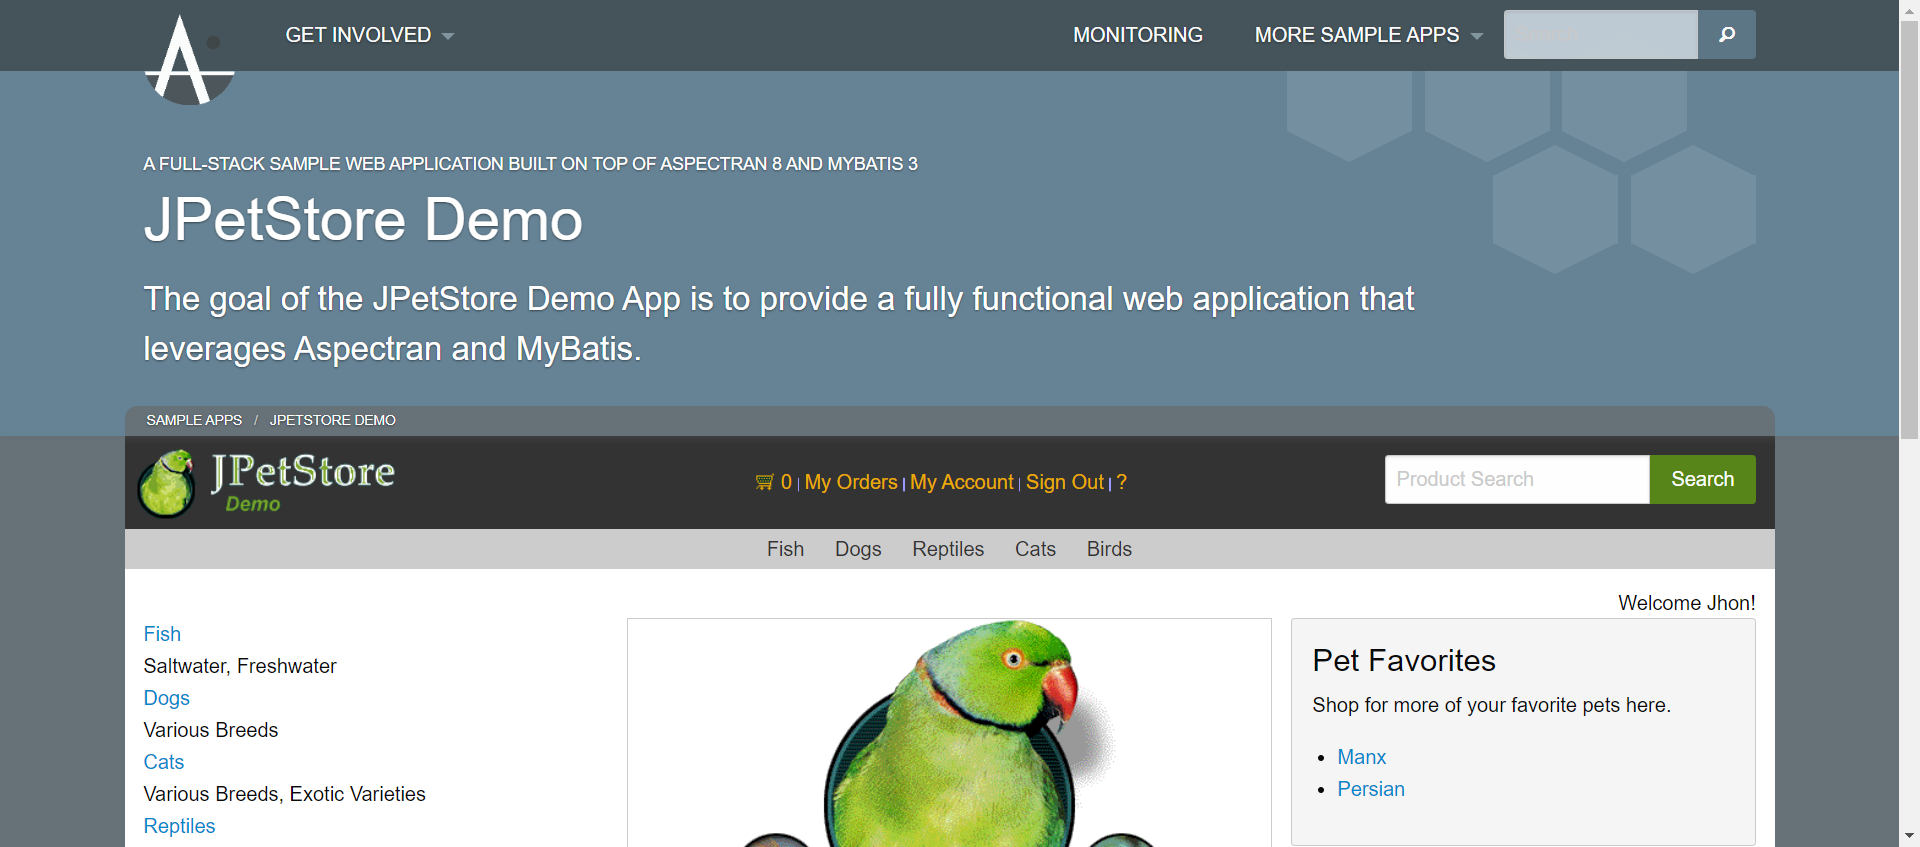 GET INVOLVED
MONITORING
MORE SAMPLE APPS
A FULL-STACK SAMPLE WEB APPLICATION BUILT ON TOP OF ASPECTRAN 8 AND MYBATIS 3
JPetStore Demo
The goal of the JPetStore Demo App is to provide a fully functional web application that
leverages Aspectran and MyBatis.
SAMPLE APPS / JPETSTORE DEMO
JPetStore
Demo
0 | My Orders | My Account | Sign Out | ?
Product Search
Search
Fish Dogs Reptiles Cats Birds
Welcome Jhon!
Fish
Saltwater, Freshwater
Dogs
Various Breeds
Cats
Various Breeds, Exotic Varieties
Reptiles
Pet Favorites
Shop for more of your favorite pets here.
Manx
Persian